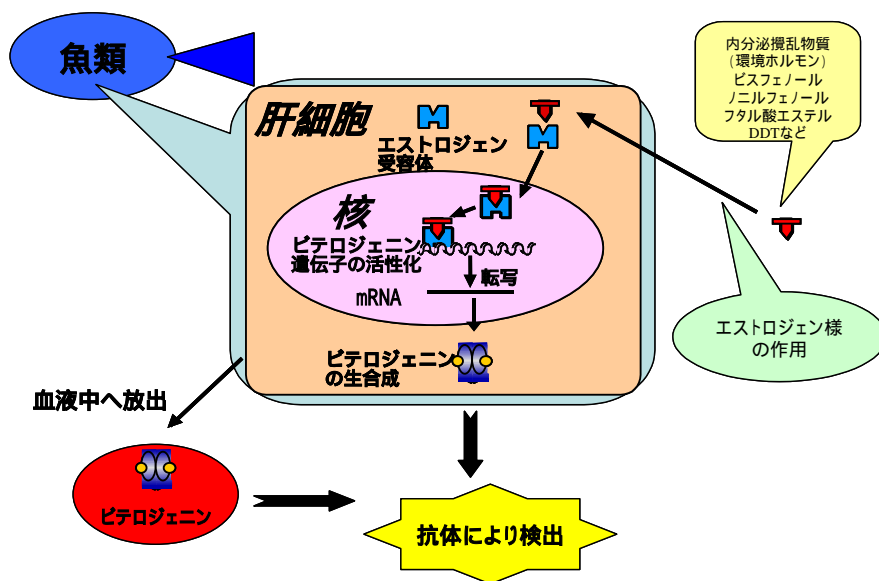 魚類
内分泌攪乱物質
(環境ホルモン)
ビスフェノール
ノニルフェノール
フタル酸エステル
DDTなど
肝細胞
エストロジェン
受容体
核
ビテロジェニン
遺伝子の活性化
転写
mRNA
エストロジェン様
の作用
ビテロジェニン
の生合成
血液中へ放出
ビテロジェニン
抗体により検出